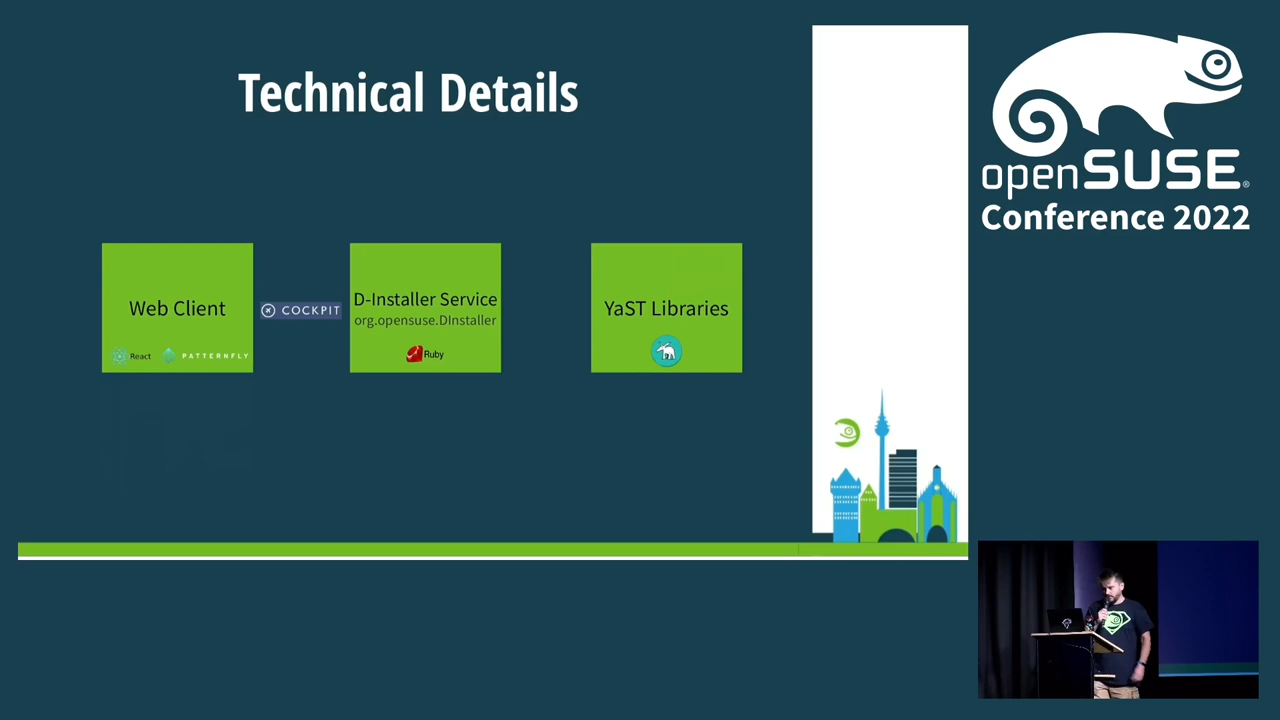 Technical Details
Web Client
React
PATTERNFLY
COCKPIT
D-Installer Service
org.opensuse.DInstaller
Ruby
YaST Libraries
openSUSE®
Conference 2022